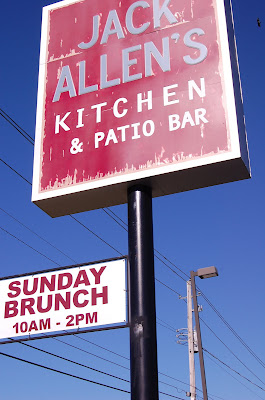 JACK
ALLEN'S
KITCHEN
& PATIO BAR
SUNDAY
BRUNCH
10AM - 2PM